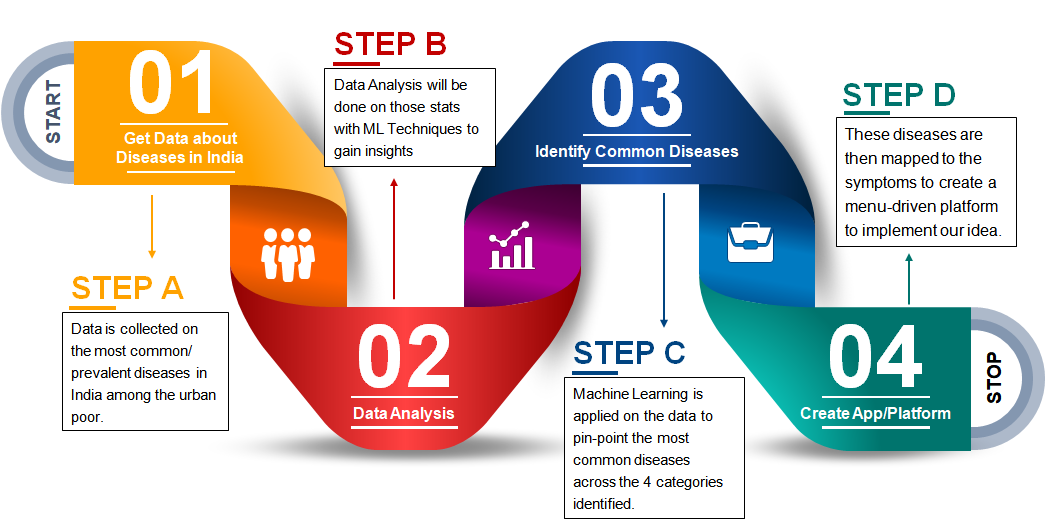 START
01
Get Data about
Diseases in India
STEP A
Data is collected on
the most common/
prevalent diseases in
India among the urban
poor.
STEP B
Data Analysis will be
done on those stats
with ML Techniques to
gain insights
02
Data Analysis
03
Identify Common Diseases
STEP C
Machine Learning is
applied on the data to
pin-point the most
common diseases
across the 4 categories
identified.
STEP D
These diseases are
then mapped to the
symptoms to create a
menu-driven platform
to implement our idea.
04
Create App/Platform
STOP